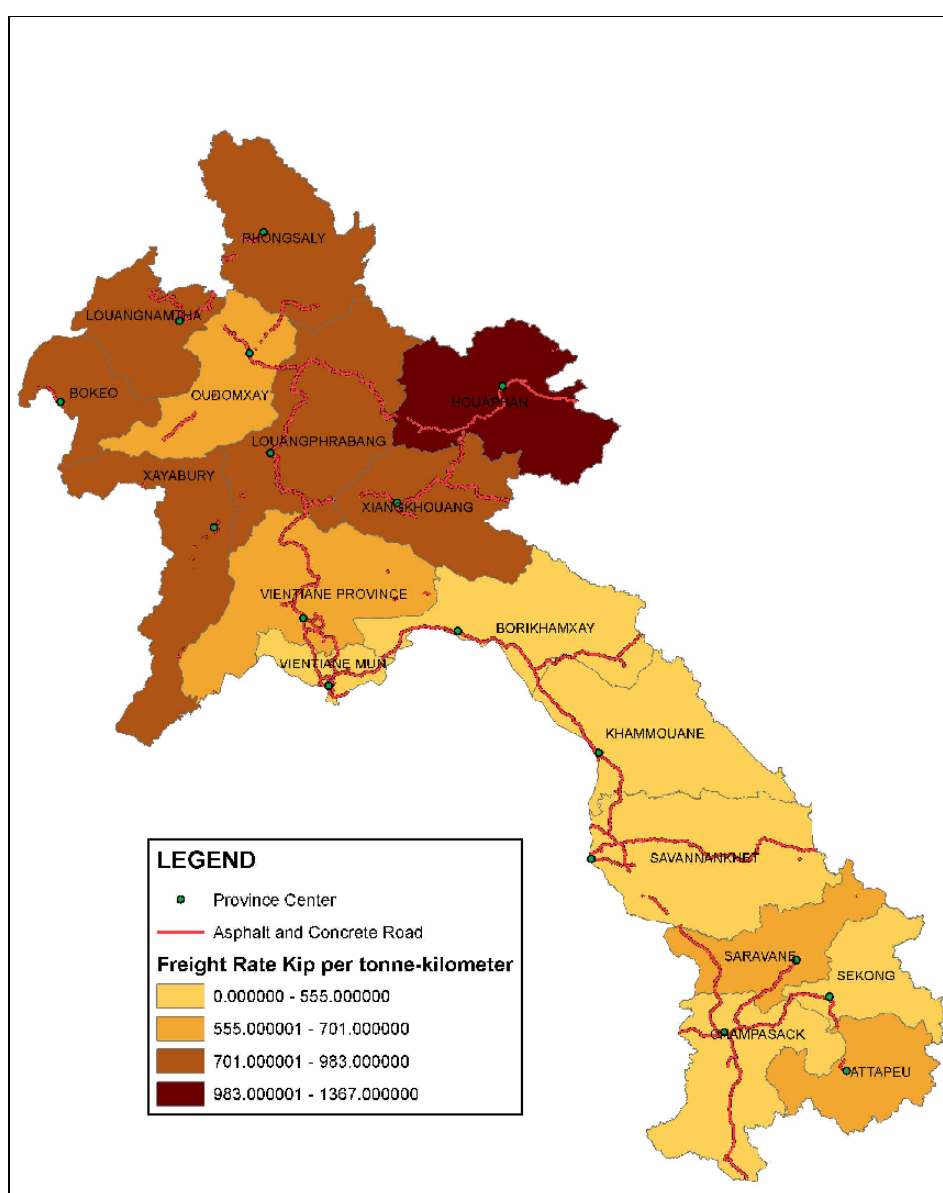 PHONGSALY
LOUANGNAMTHA
BOKEO
OUDOMXAY
HOUAPHAN
LOUANGPHRABANG
XAYABURY
XIANGKHOUANG
VIENTIANE PROVINCE
BORIKHAMXAY
VIENTIANE MUN
KHAMMOUANE
SAVANNANKHET
SARAVANE
SEKONG
CHAMPASACK
ATTAPEU
LEGEND
Province Center
Asphalt and Concrete Road
Freight Rate Kip per tonne-kilometer
0.000000 - 555.000000
555.000001 - 701.000000
701.000001 - 983.000000
983.000001 - 1367.000000